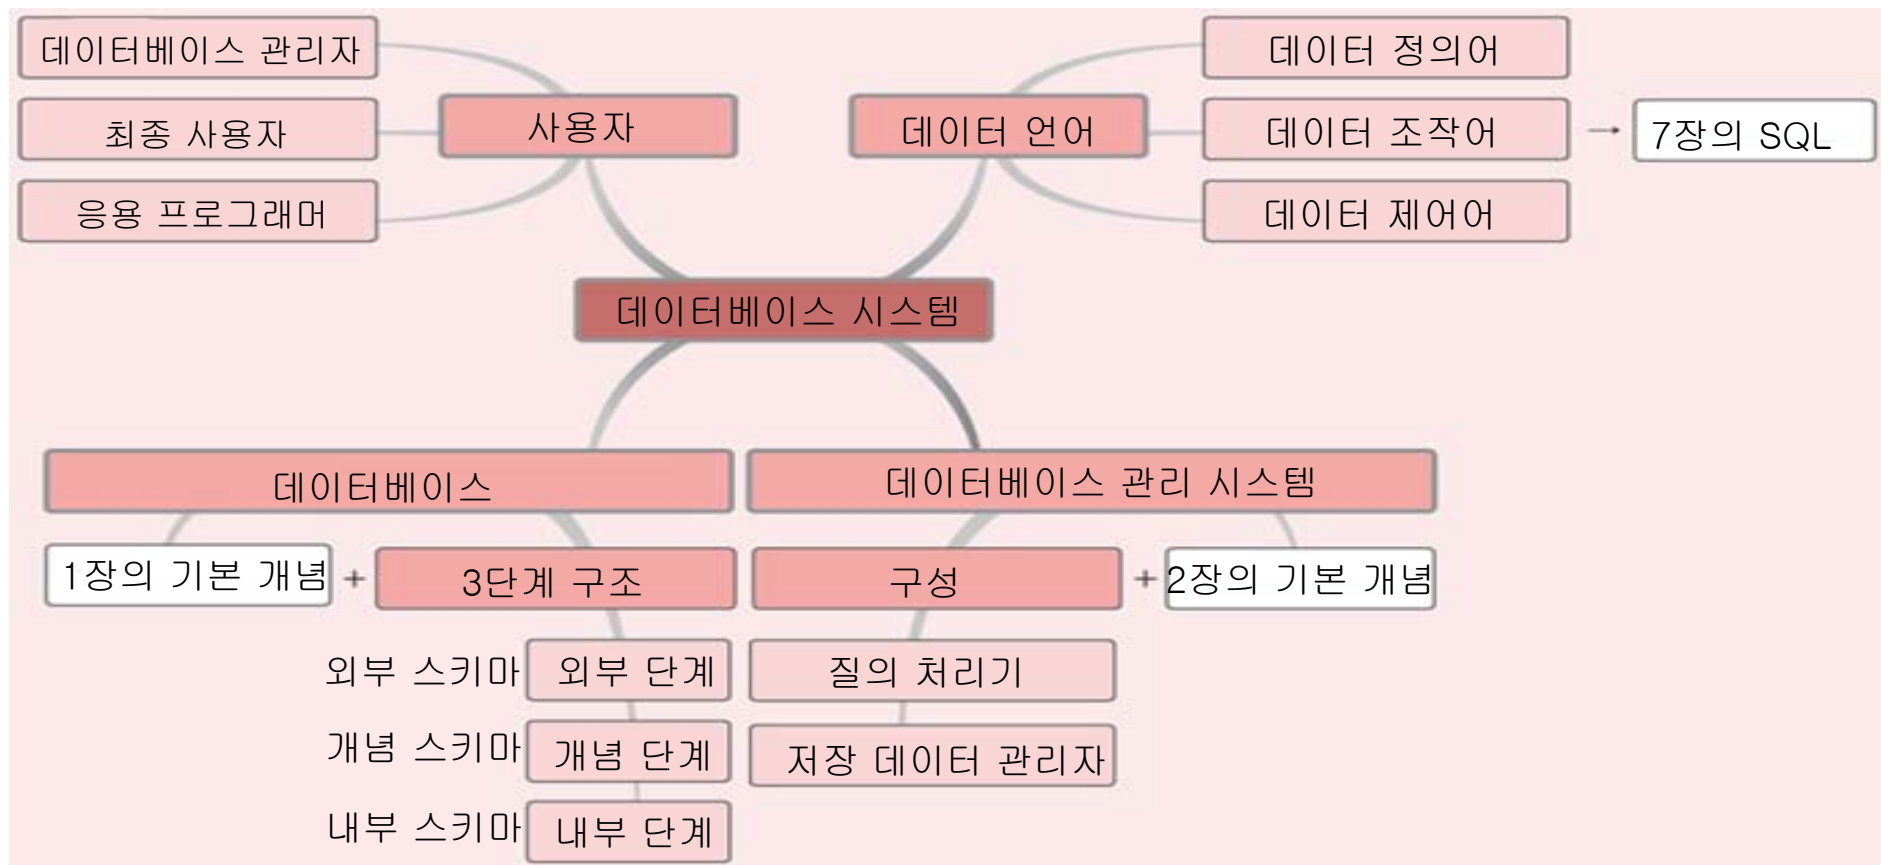 데이터베이스 관리자
최종 사용자
응용 프로그래머
사용자
데이터 언어
데이터 정의어
데이터 조작어
데이터 제어어
→ 7장의 SQL
데이터베이스 시스템
데이터베이스
1장의 기본 개념 + 3단계 구조
외부 스키마 외부 단계
개념 스키마 개념 단계
내부 스키마 내부 단계
데이터베이스 관리 시스템
구성 + 2장의 기본 개념
질의 처리기
저장 데이터 관리자